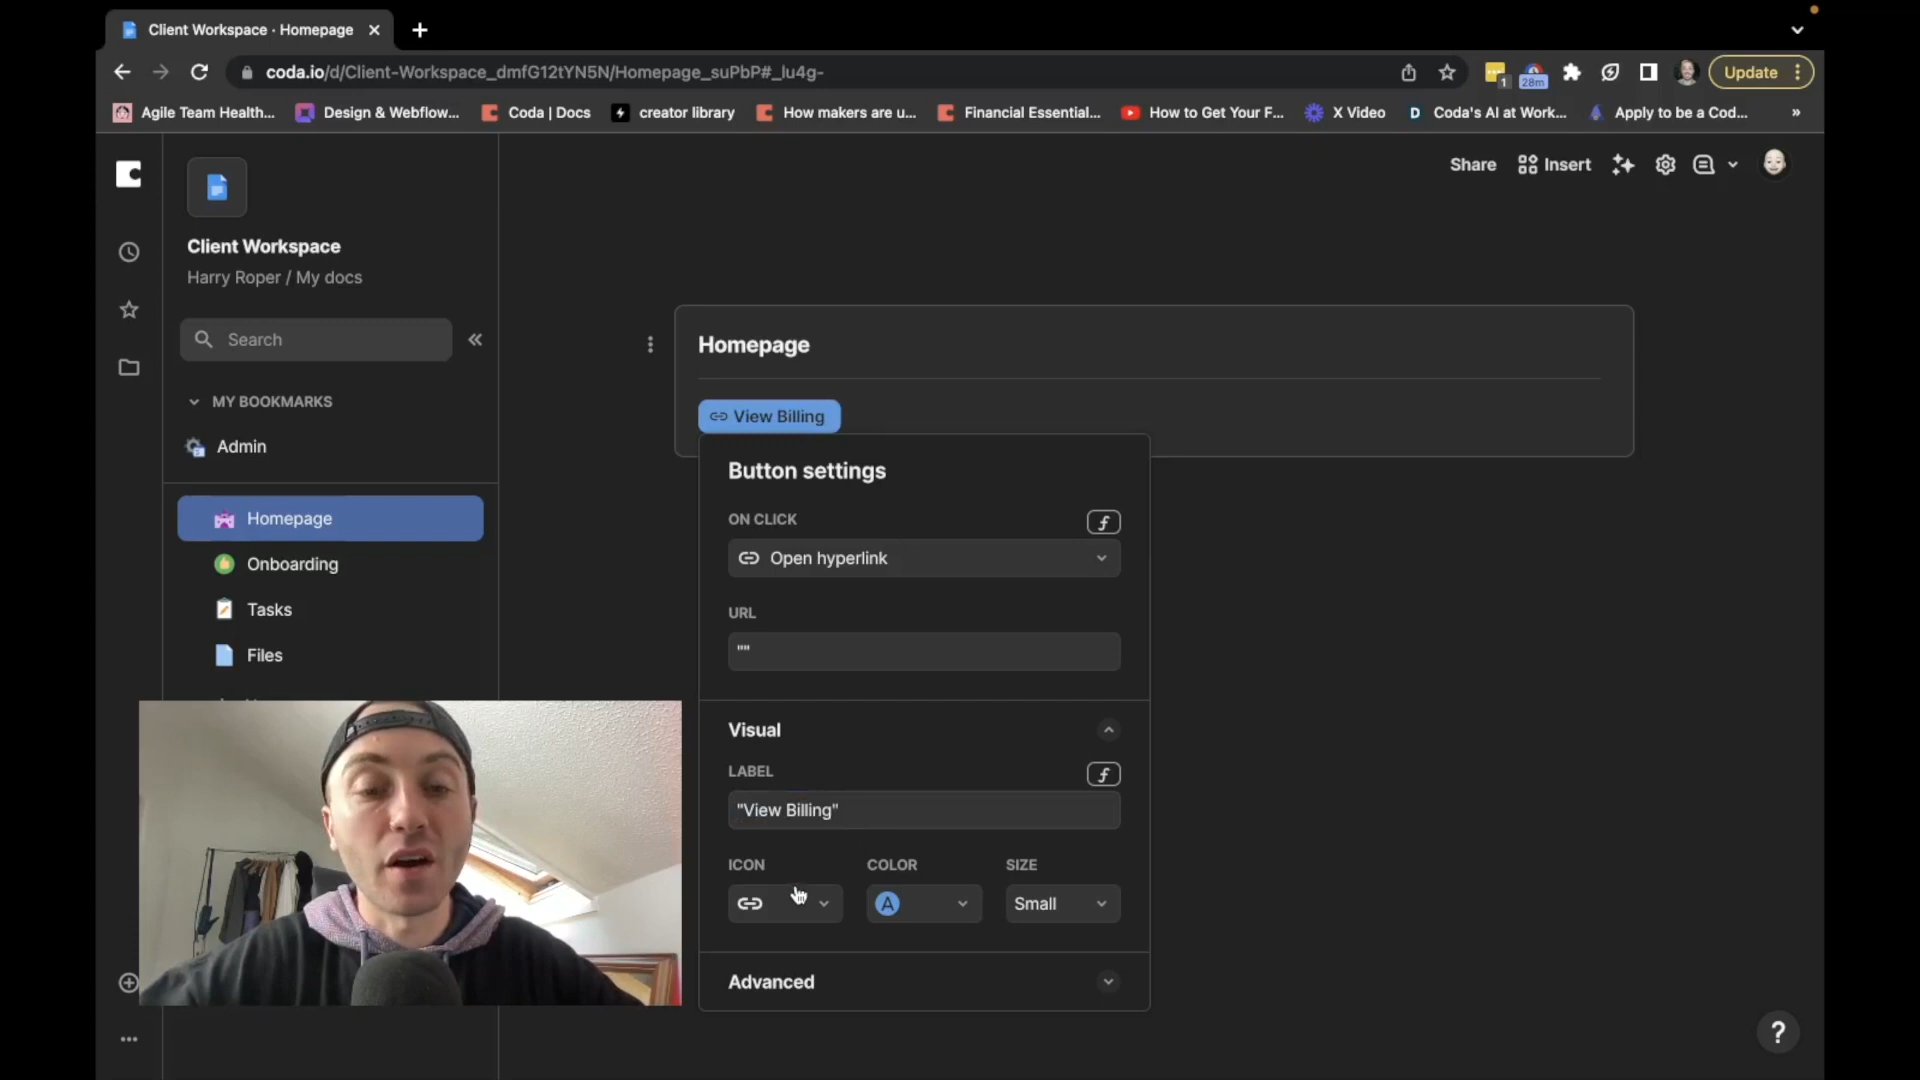 Client Workspace · Homepage
coda.io/d/Client-Workspace_dmfG12tYN5N/Homepage_suPbP#_lu4g-
1
28m
Update
Agile Team Health...
Design & Webflow...
Coda | Docs
creator library
How makers are u...
Financial Essential...
How to Get Your F...
X Video
D
Coda's AI at Work...
Apply to be a Cod...
»
Share
Insert
Client Workspace
Harry Roper / My docs
Search
MY BOOKMARKS
Admin
Homepage
Onboarding
Tasks
Files
Homepage
View Billing
Button settings
ON CLICK
Open hyperlink
URL
""
Visual
LABEL
"View Billing"
ICON
COLOR
SIZE
A
Small
Advanced
?